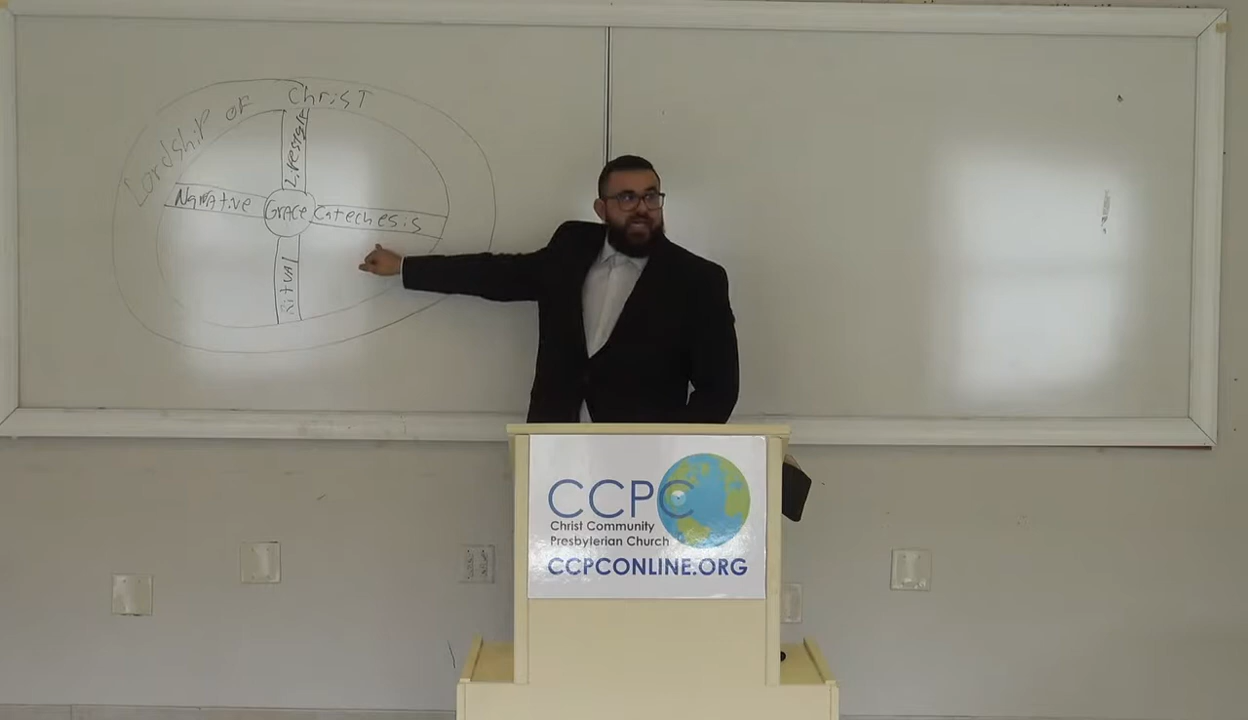 Lordship of Christ
Lifestyle
Narrative
Grace
Catechesis
Ritual
CCPC
Christ Community
Presbyterian Church
CCPCONLINE.ORG